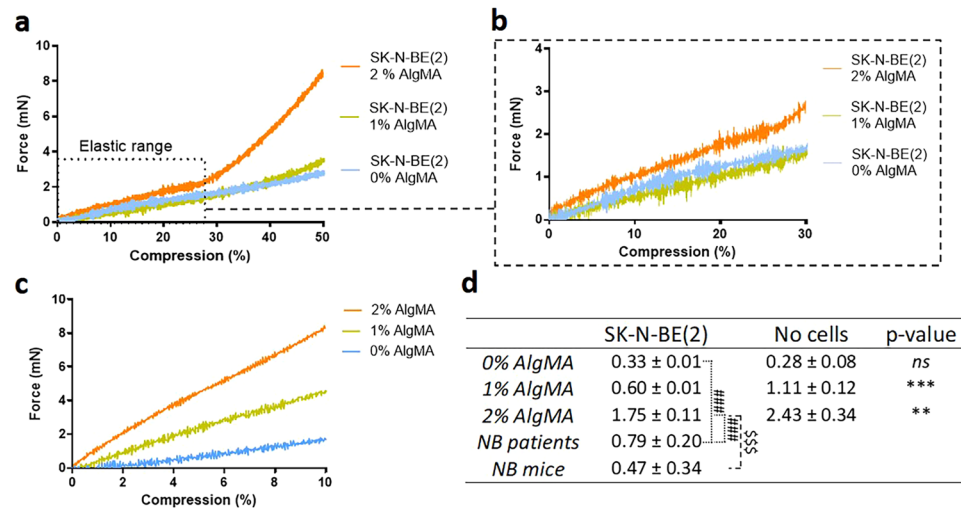 a
10
8
6
4
2
0
Force (mN)
Elastic range
0 10 20 30 40 50
Compression (%)
SK-N-BE(2)
2 % AlgMA
SK-N-BE(2)
1% AlgMA
SK-N-BE(2)
0% AlgMA
b
4
3
2
1
0
Force (mN)
0 10 20 30
Compression (%)
SK-N-BE(2)
2% AlgMA
SK-N-BE(2)
1% AlgMA
SK-N-BE(2)
0% AlgMA
c
10
8
6
4
2
0
Force (mN)
0 2 4 6 8 10
Compression (%)
2% AlgMA
1% AlgMA
0% AlgMA
d
SK-N-BE(2) No cells p-value
0% AlgMA 0.33 ± 0.01 0.28 ± 0.08 ns
1% AlgMA 0.60 ± 0.01 1.11 ± 0.12 ***
2% AlgMA 1.75 ± 0.11 2.43 ± 0.34 **
NB patients 0.79 ± 0.20
NB mice 0.47 ± 0.34
$$$